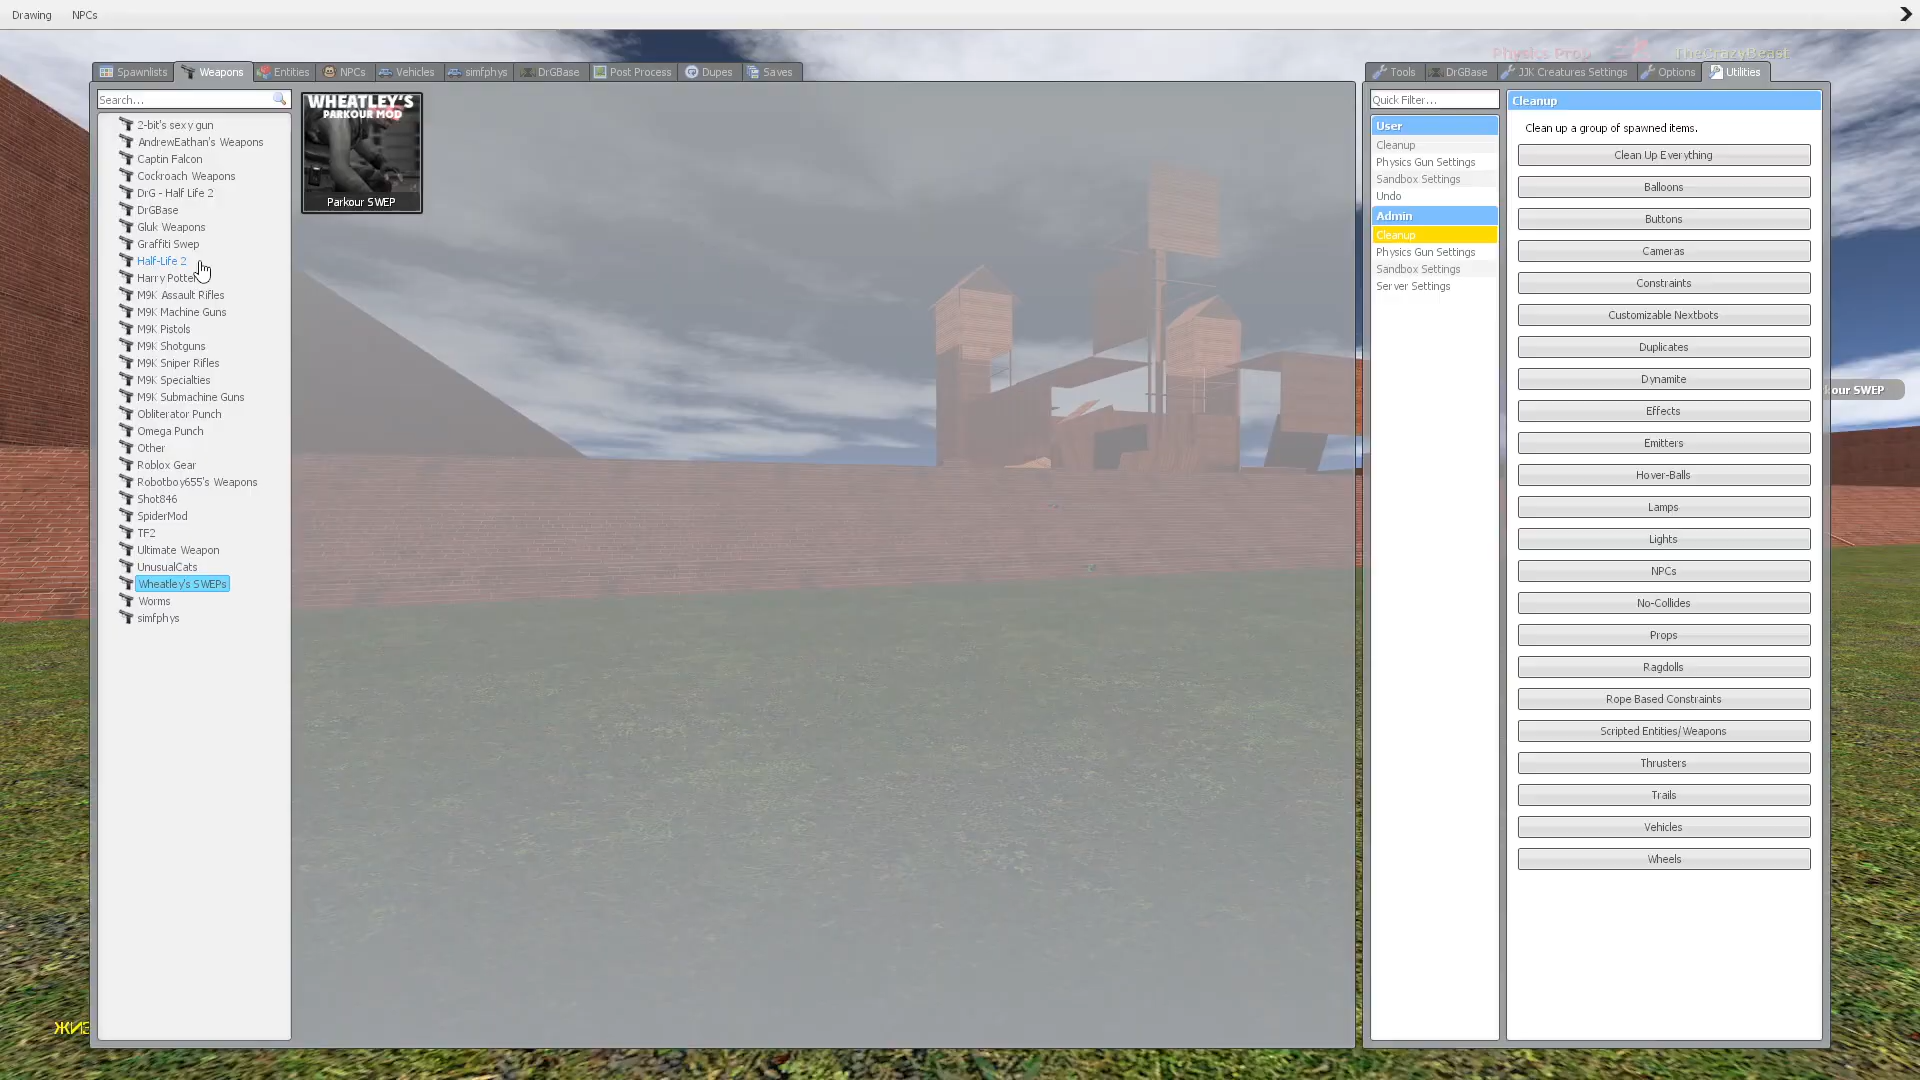 Drawing NPCs
Physics Prop TheCrazyBeast
Spawnlists Weapons Entities NPCs Vehicles simfphys DrGBase Post Process Dupes Saves
Tools DrGBase JJK Creatures Settings Options Utilities
Search...
2-bit's sexy gun
AndrewEathan's Weapons
Captin Falcon
Cockroach Weapons
DrG - Half Life 2
DrGBase
Gluk Weapons
Graffiti Swep
Half-Life 2
Harry Potter
M9K Assault Rifles
M9K Machine Guns
M9K Pistols
M9K Shotguns
M9K Sniper Rifles
M9K Specialties
M9K Submachine Guns
Obliterator Punch
Omega Punch
Other
Roblox Gear
Robotboy655's Weapons
Shot846
SpiderMod
TF2
Ultimate Weapon
UnusualCats
Wheatley's SWEPs
Worms
simfphys
WHEATLEY'S
PARKOUR MOD
Parkour SWEP
Quick Filter...
User
Cleanup
Physics Gun Settings
Sandbox Settings
Undo
Admin
Cleanup
Physics Gun Settings
Sandbox Settings
Server Settings
Cleanup
Clean up a group of spawned items.
Clean Up Everything
Balloons
Buttons
Cameras
Constraints
Customizable Nextbots
Duplicates
Dynamite
Effects
Emitters
Hover-Balls
Lamps
Lights
NPCs
No-Collides
Props
Ragdolls
Rope Based Constraints
Scripted Entities/Weapons
Thrusters
Trails
Vehicles
Wheels
kour SWEP
ЖИЗ